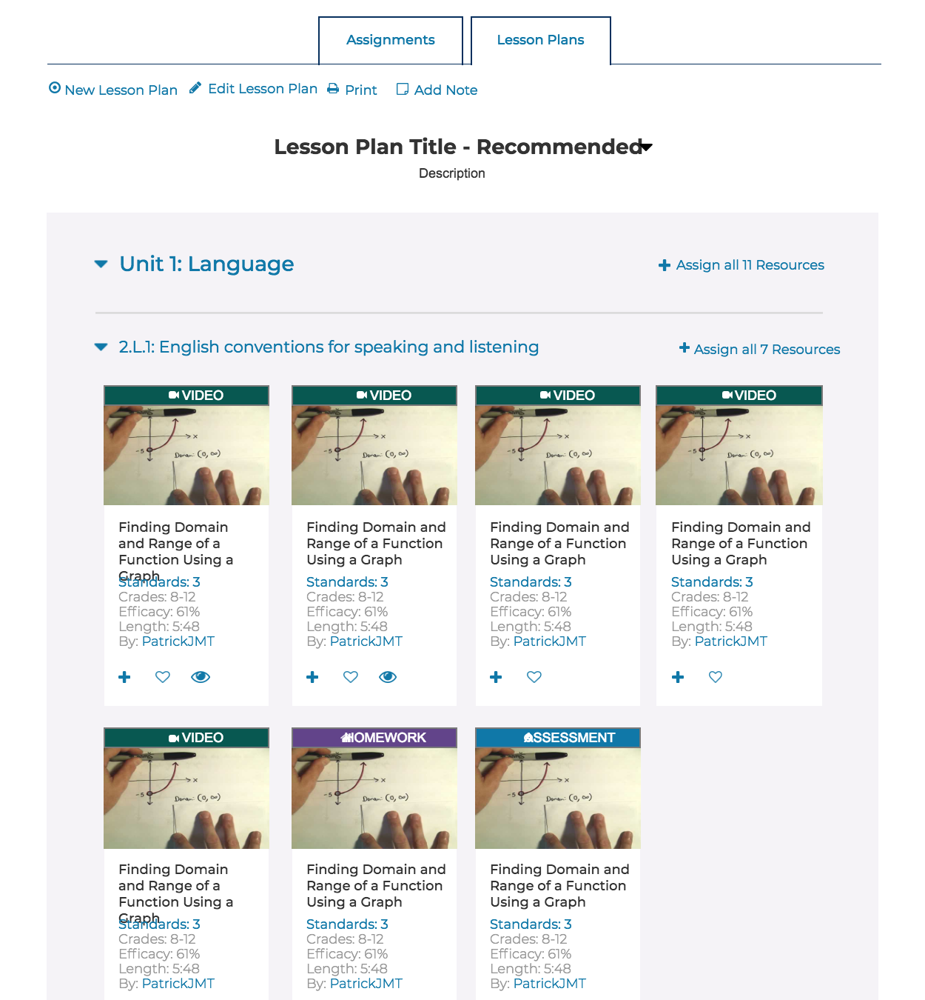 Assignments
Lesson Plans
New Lesson Plan
Edit Lesson Plan
Print
Add Note
Lesson Plan Title - Recommended
Description
Unit 1: Language
Assign all 11 Resources
2.L.1: English conventions for speaking and listening
Assign all 7 Resources
VIDEO
-5
x
Domain: (0, ∞)
Finding Domain
and Range of a
Function Using a
Graph
Standards: 3
Crades: 8-12
Efficacy: 61%
Length: 5:48
By: PatrickJMT
VIDEO
-5
x
Domain: (0, ∞)
Finding Domain and
Range of a Function
Using a Graph
Standards: 3
Crades: 8-12
Efficacy: 61%
Length: 5:48
By: PatrickJMT
VIDEO
-5
x
Domain: (0, ∞)
Finding Domain and
Range of a Function
Using a Graph
Standards: 3
Crades: 8-12
Efficacy: 61%
Length: 5:48
By: PatrickJMT
VIDEO
-5
x
Domain: (0, ∞)
Finding Domain and
Range of a Function
Using a Graph
Standards: 3
Crades: 8-12
Efficacy: 61%
Length: 5:48
By: PatrickJMT
VIDEO
-5
x
Domain: (0, ∞)
Finding Domain
and Range of a
Function Using a
Graph
Standards: 3
Crades: 8-12
Efficacy: 61%
Length: 5:48
By: PatrickJMT
HOMEWORK
-5
x
Domain: (0, ∞)
Finding Domain and
Range of a Function
Using a Graph
Standards: 3
Crades: 8-12
Efficacy: 61%
Length: 5:48
By: PatrickJMT
ASSESSMENT
-5
x
Domain: (0, ∞)
Finding Domain and
Range of a Function
Using a Graph
Standards: 3
Crades: 8-12
Efficacy: 61%
Length: 5:48
By: PatrickJMT